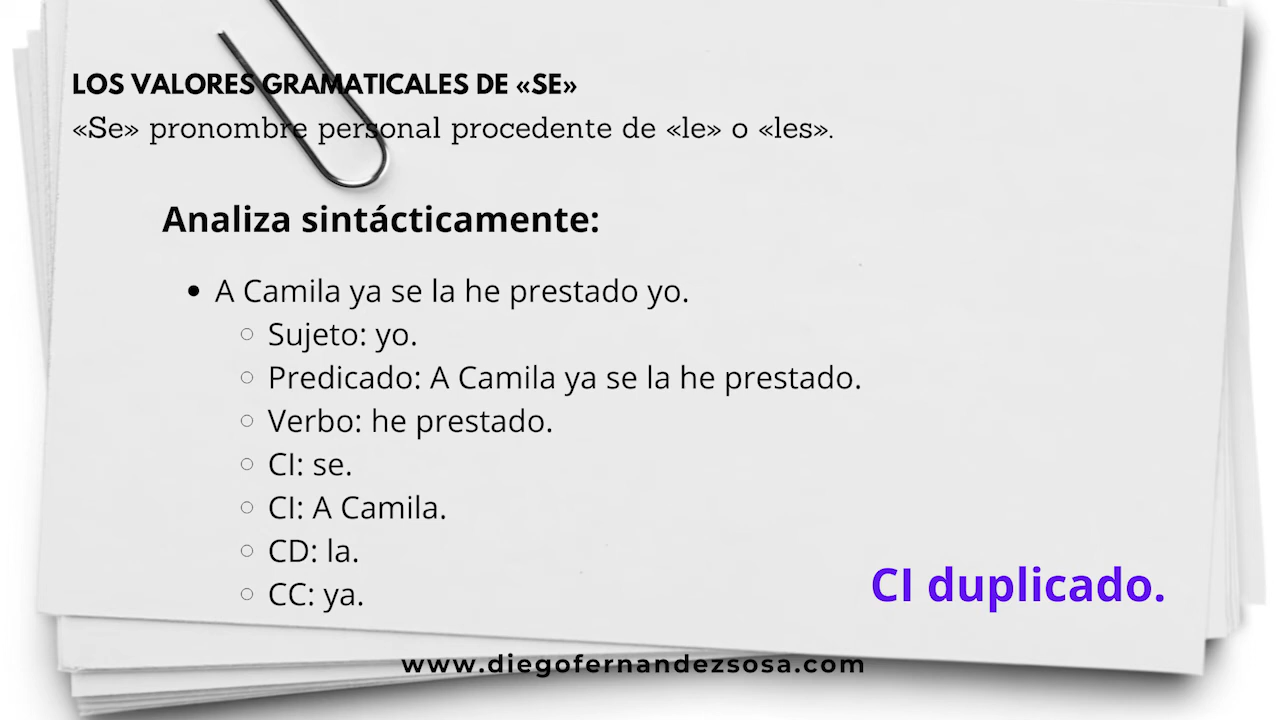 LOS VALORES GRAMATICALES DE «SE»
«Se» pronombre personal procedente de «le» o «les».
Analiza sintácticamente:
• A Camila ya se la he prestado yo.
○ Sujeto: yo.
○ Predicado: A Camila ya se la he prestado.
○ Verbo: he prestado.
○ CI: se.
○ CI: A Camila.
○ CD: la.
○ CC: ya.
CI duplicado.
www.diegofernandezsosa.com